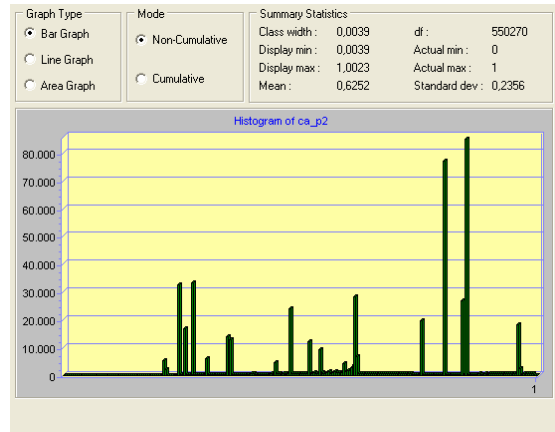 Graph Type
Bar Graph
Line Graph
Area Graph
Mode
Non-Cumulative
Cumulative
Summary Statistics
Class width : 0,0039 df : 550270
Display min : 0,0039 Actual min : 0
Display max : 1,0023 Actual max : 1
Mean : 0,6252 Standard dev : 0,2356
Histogram of ca_p2
80.000
70.000
60.000
50.000
40.000
30.000
20.000
10.000
0
1